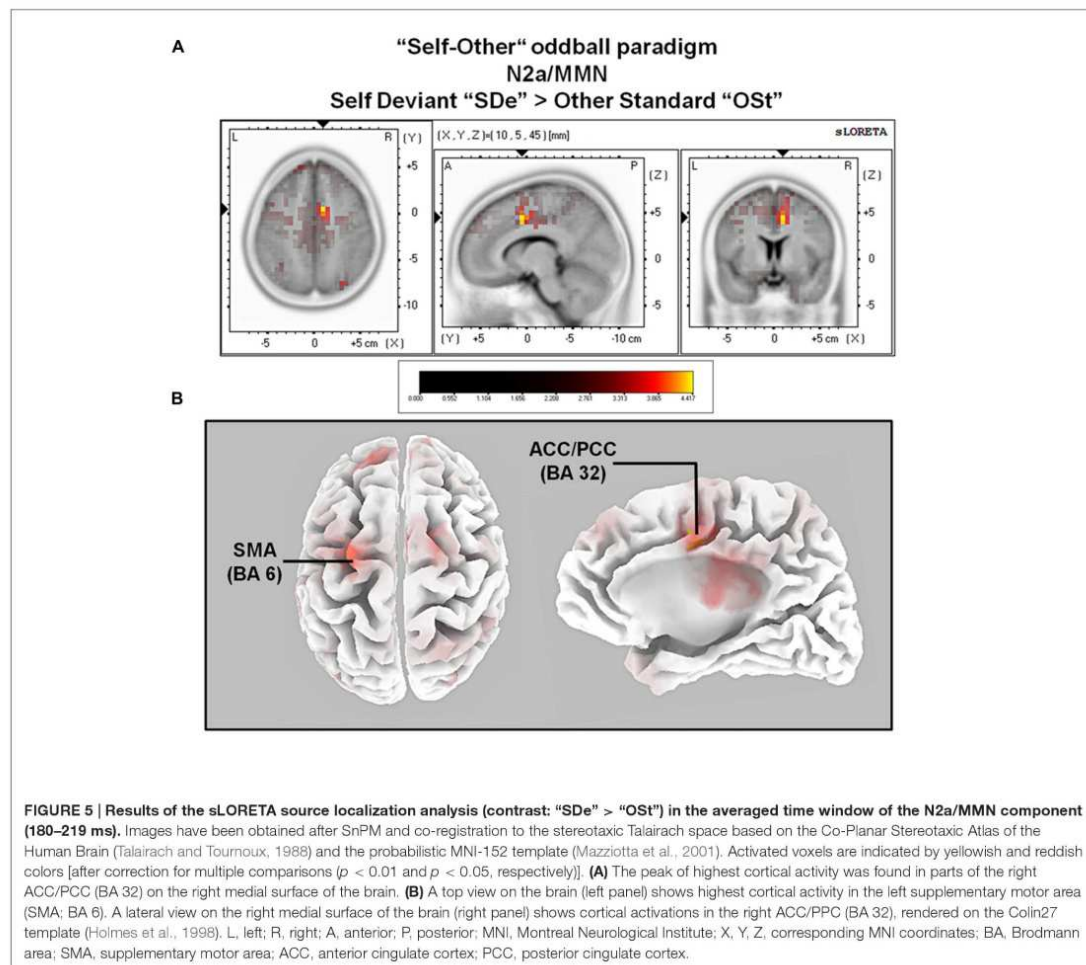 A
"Self-Other" oddball paradigm
N2a/MMN
Self Deviant "SDe" > Other Standard "OSt"
L R (Y)
+5
0
-5
-10
-5 0 +5 cm (X)
(X,Y,Z)=(10,5,45)[mm] sLORETA
A P (Z)
+5
0
-5
(Y) +5 0 -5 -10 cm
L R (Z)
+5
0
-5
-5 0 +5 cm (X)
0.000 0.552 1.104 1.656 2.208 2.761 3.313 3.865 4.417
B
ACC/PCC
(BA 32)
SMA
(BA 6)
FIGURE 5 | Results of the sLORETA source localization analysis (contrast: "SDe" > "OSt") in the averaged time window of the N2a/MMN component
(180–219 ms). Images have been obtained after SnPM and co-registration to the stereotaxic Talairach space based on the Co-Planar Stereotaxic Atlas of the
Human Brain (Talairach and Tournoux, 1988) and the probabilistic MNI-152 template (Mazziotta et al., 2001). Activated voxels are indicated by yellowish and reddish
colors [after correction for multiple comparisons (p < 0.01 and p < 0.05, respectively)]. (A) The peak of highest cortical activity was found in parts of the right
ACC/PCC (BA 32) on the right medial surface of the brain. (B) A top view on the brain (left panel) shows highest cortical activity in the left supplementary motor area
(SMA; BA 6). A lateral view on the right medial surface of the brain (right panel) shows cortical activations in the right ACC/PPC (BA 32), rendered on the Colin27
template (Holmes et al., 1998). L, left; R, right; A, anterior; P, posterior; MNI, Montreal Neurological Institute; X, Y, Z, corresponding MNI coordinates; BA, Brodmann
area; SMA, supplementary motor area; ACC, anterior cingulate cortex; PCC, posterior cingulate cortex.